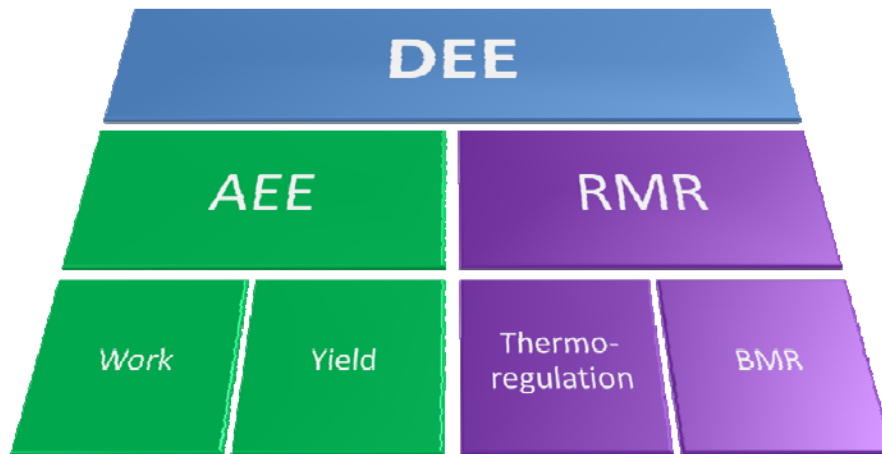 DEE
AEE
RMR
Work
Yield
Thermo-
regulation
BMR